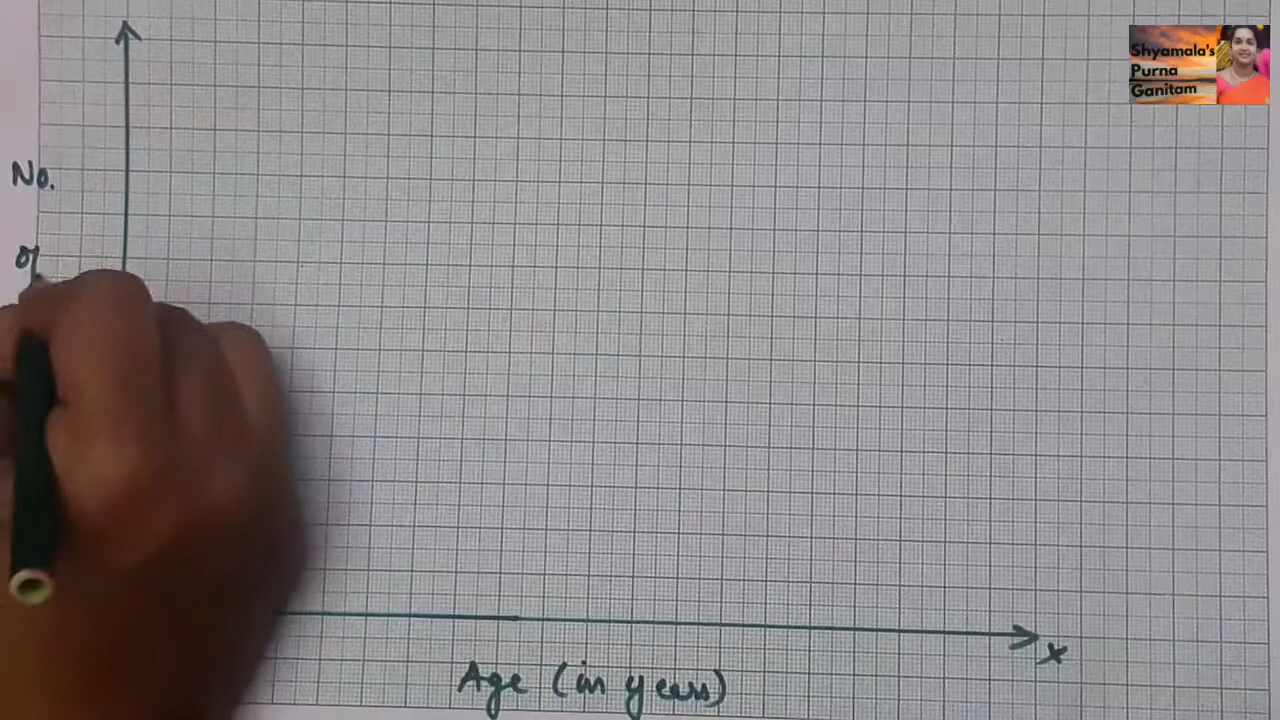 Shyamala's
Purna
Ganitam
No.
of
x
Age (in years)